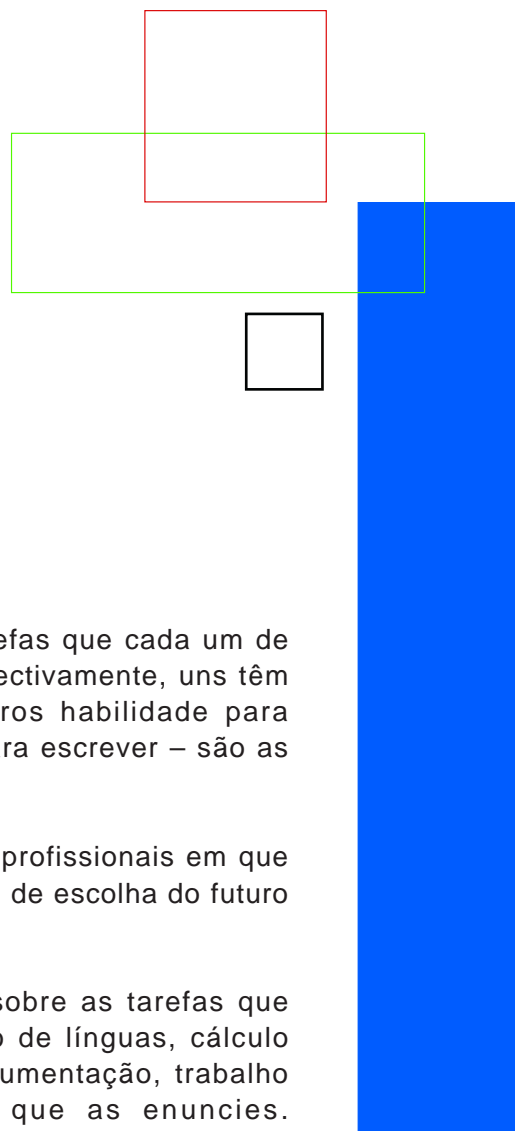 efas que cada um de
ectivamente, uns têm
ros habilidade para
ra escrever – são as
profissionais em que
de escolha do futuro
sobre as tarefas que
o de línguas, cálculo
umentação, trabalho
que as enuncies.